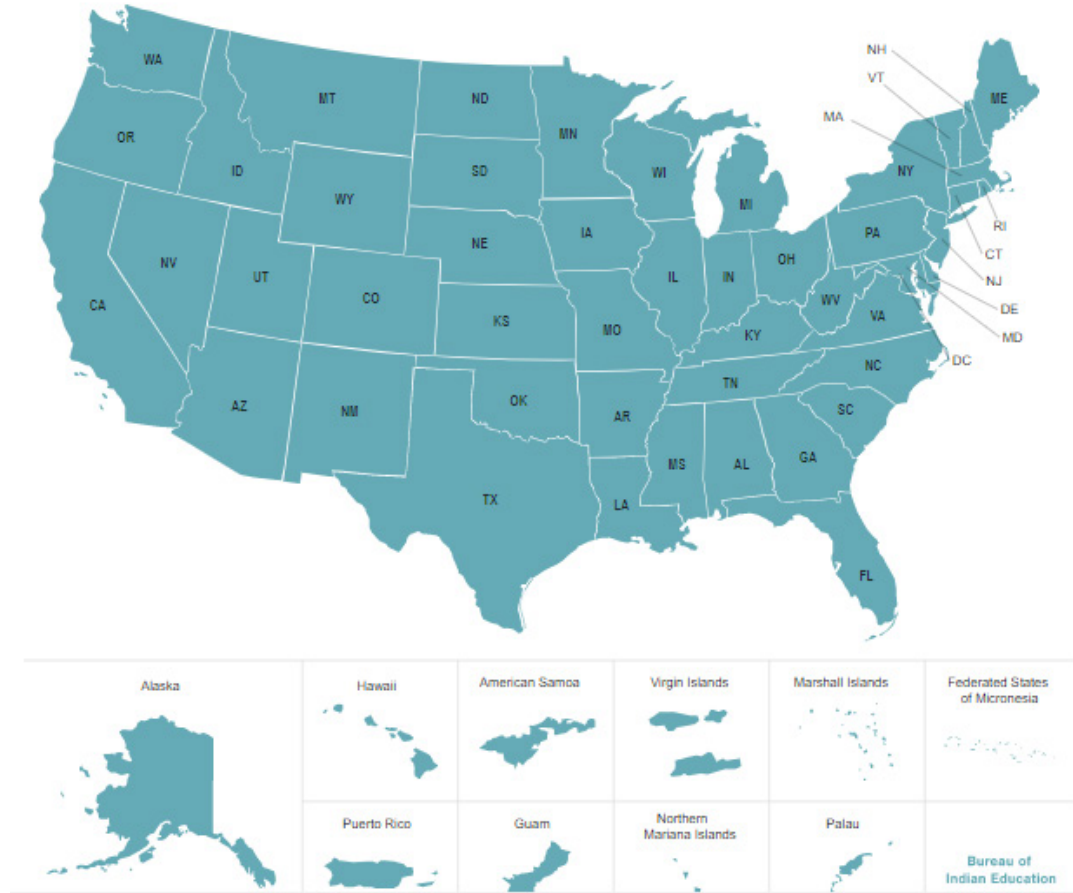 NH
WA
VT
ME
MT
ND
MA
OR
MN
ID
SD
WI
NY
WY
MI
RI
IA
PA
NE
CT
OH
NV
UT
IL
IN
NJ
CO
WV
CA
DE
VA
KS
MO
KY
MD
DC
NC
TN
OK
AZ
NM
SC
AR
GA
MS
AL
TX
LA
FL
Alaska
Hawaii
American Samoa
Virgin Islands
Marshall Islands
Federated States
of Micronesia
Puerto Rico
Guam
Northern
Mariana Islands
Palau
Bureau of
Indian Education